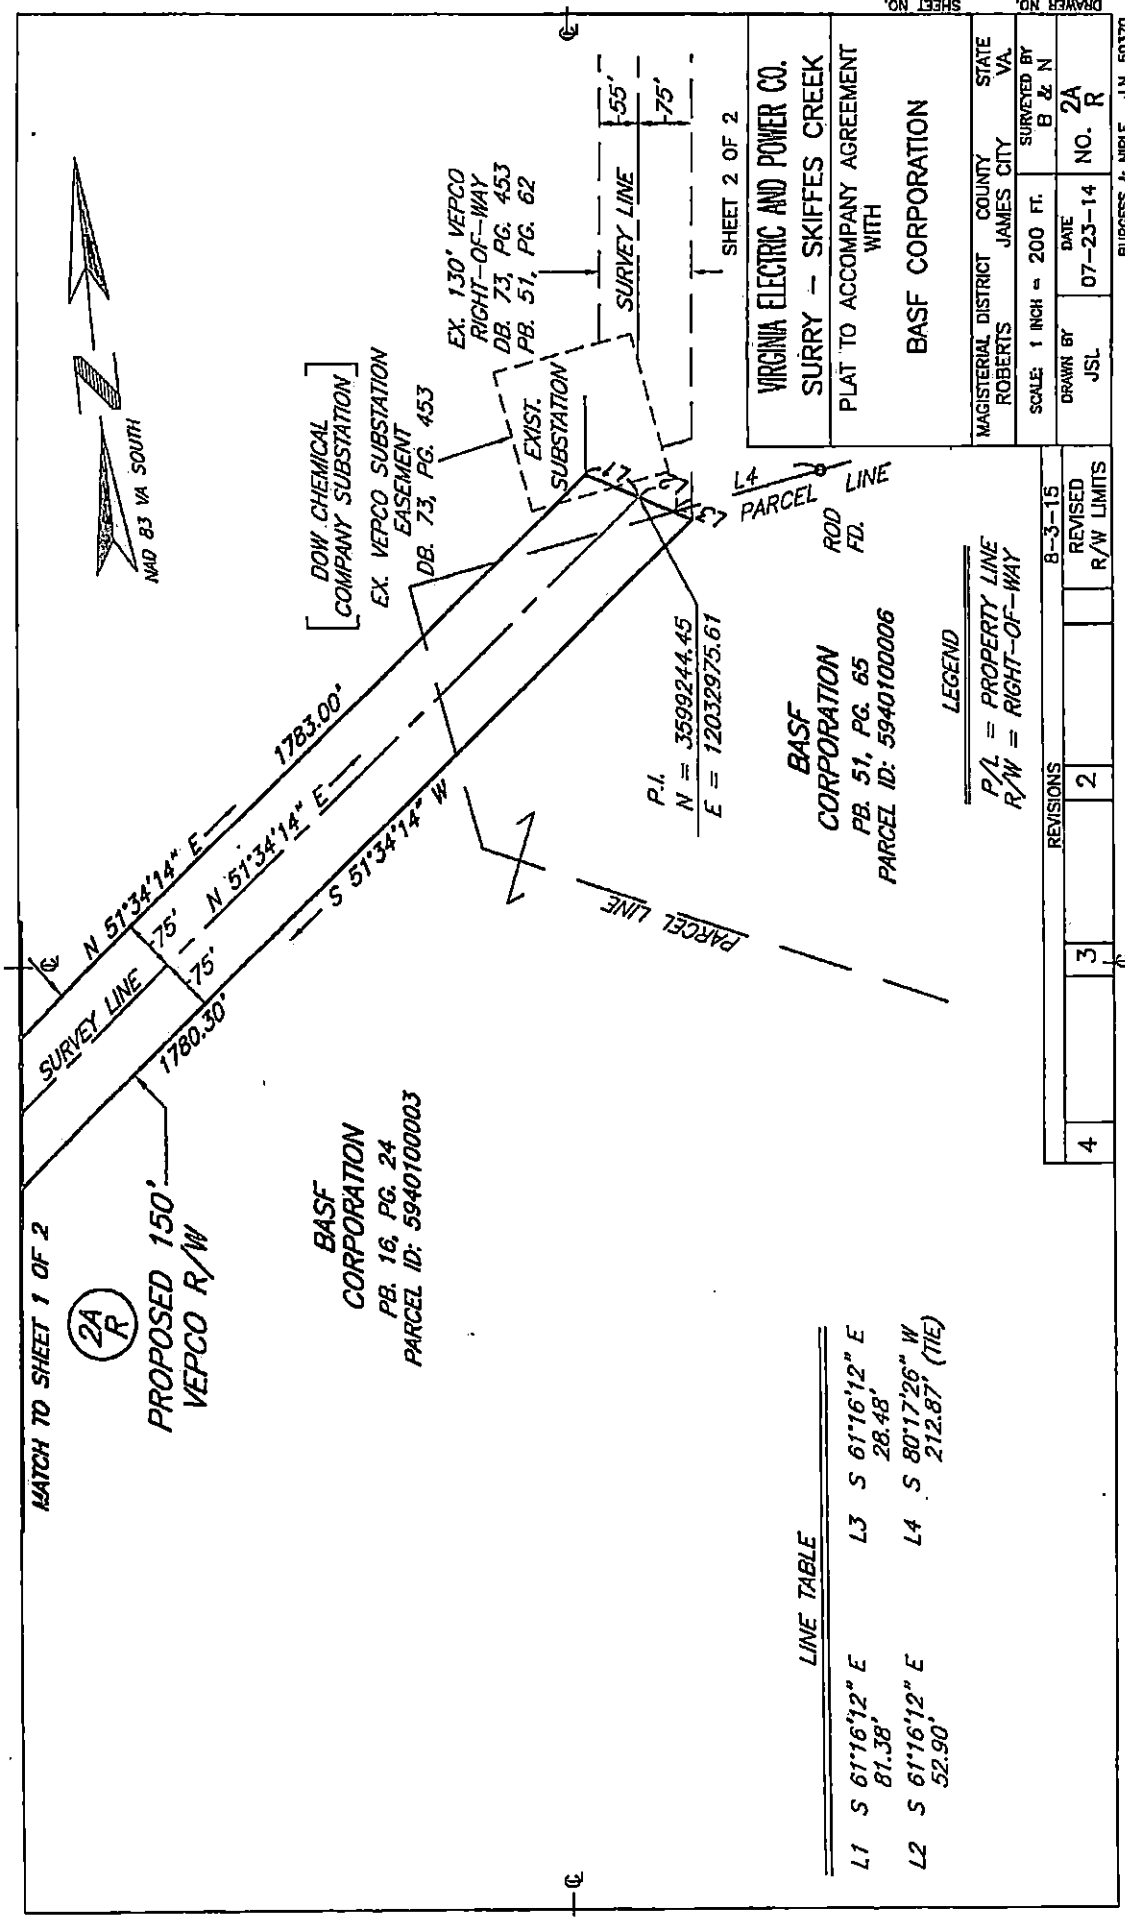 MATCH TO SHEET 1 OF 2
2A
R
PROPOSED 150'
VEPCO R/W
SURVEY LINE
N 51°34'14" E
1783.00'
75'
75'
N 51°34'14" E
S 51°34'14" W
1780.30'
NAD 83 VA SOUTH
BASF
CORPORATION
PB. 16, PG. 24
PARCEL ID: 5940100003
DOW CHEMICAL
COMPANY SUBSTATION
EX. VEPCO SUBSTATION
EASEMENT
DB. 73, PG. 453
EX. 130' VEPCO
RIGHT-OF-WAY
DB. 73, PG. 453
PB. 51, PG. 62
EXIST.
SUBSTATION
SURVEY LINE
55'
75'
L1
L2
L3
L4
PARCEL LINE
ROD
FD.
P.I.
N = 3599244.45
E = 12032975.61
PARCEL LINE
BASF
CORPORATION
PB. 51, PG. 65
PARCEL ID: 5940100006
LEGEND
P/L = PROPERTY LINE
R/W = RIGHT-OF-WAY
LINE TABLE
L1 S 61°16'12" E
81.38'
L2 S 61°16'12" E
52.90'
L3 S 61°16'12" E
28.48'
L4 S 80°17'26" W
212.87' (TIE)
SHEET 2 OF 2
VIRGINIA ELECTRIC AND POWER CO.
SURRY - SKIFFES CREEK
PLAT TO ACCOMPANY AGREEMENT
WITH
BASF CORPORATION
MAGISTERIAL DISTRICT COUNTY STATE
ROBERTS JAMES CITY VA.
SCALE: 1 INCH = 200 FT.
SURVEYED BY
B & N
DRAWN BY
JSL
DATE
07-23-14
NO. 2A
R
REVISIONS
8-3-15
REVISED
R/W LIMITS
2
3
4
SHEET NO.
DRAWER NO.
BURGESS & NIPLE J.N. 50370